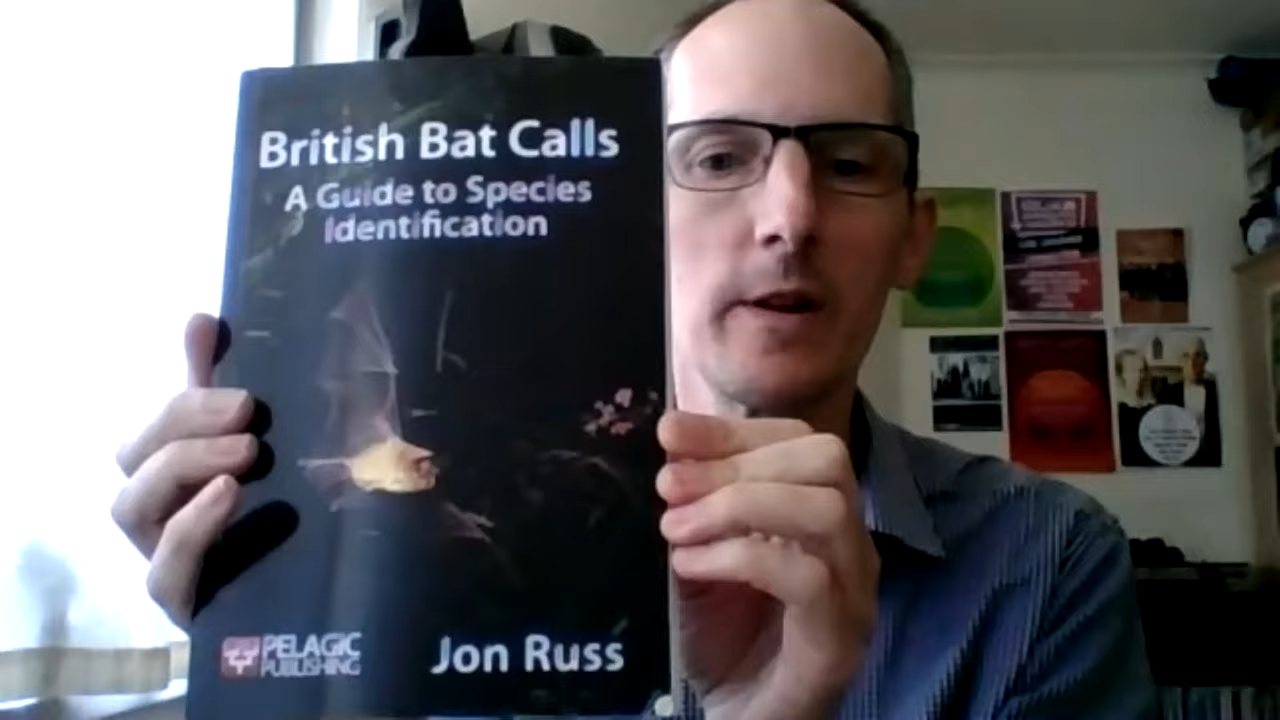 British Bat Calls
A Guide to Species
Identification
PELAGIC
PUBLISHING
Jon Russ